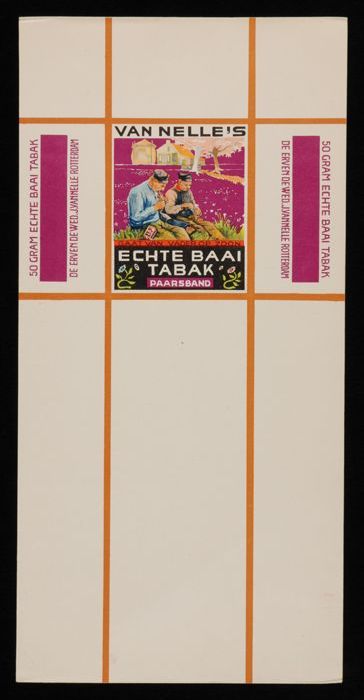 VAN NELLE'S
GAAT VAN VADER OP ZOON
ECHTE BAAI
TABAK
PAARSBAND
50 GRAM ECHTE BAAI TABAK
DE ERVEN DE WED. J. VAN NELLE ROTTERDAM
DE ERVEN DE WED. J. VAN NELLE ROTTERDAM
50 GRAM ECHTE BAAI TABAK